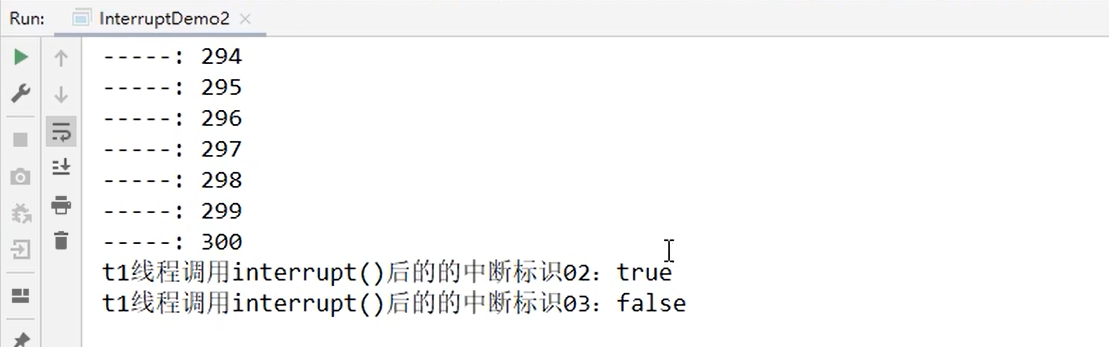 Run: InterruptDemo2
-----: 294
-----: 295
-----: 296
-----: 297
-----: 298
-----: 299
-----: 300
t1线程调用interrupt()后的的中断标识02：true
t1线程调用interrupt()后的的中断标识03：false